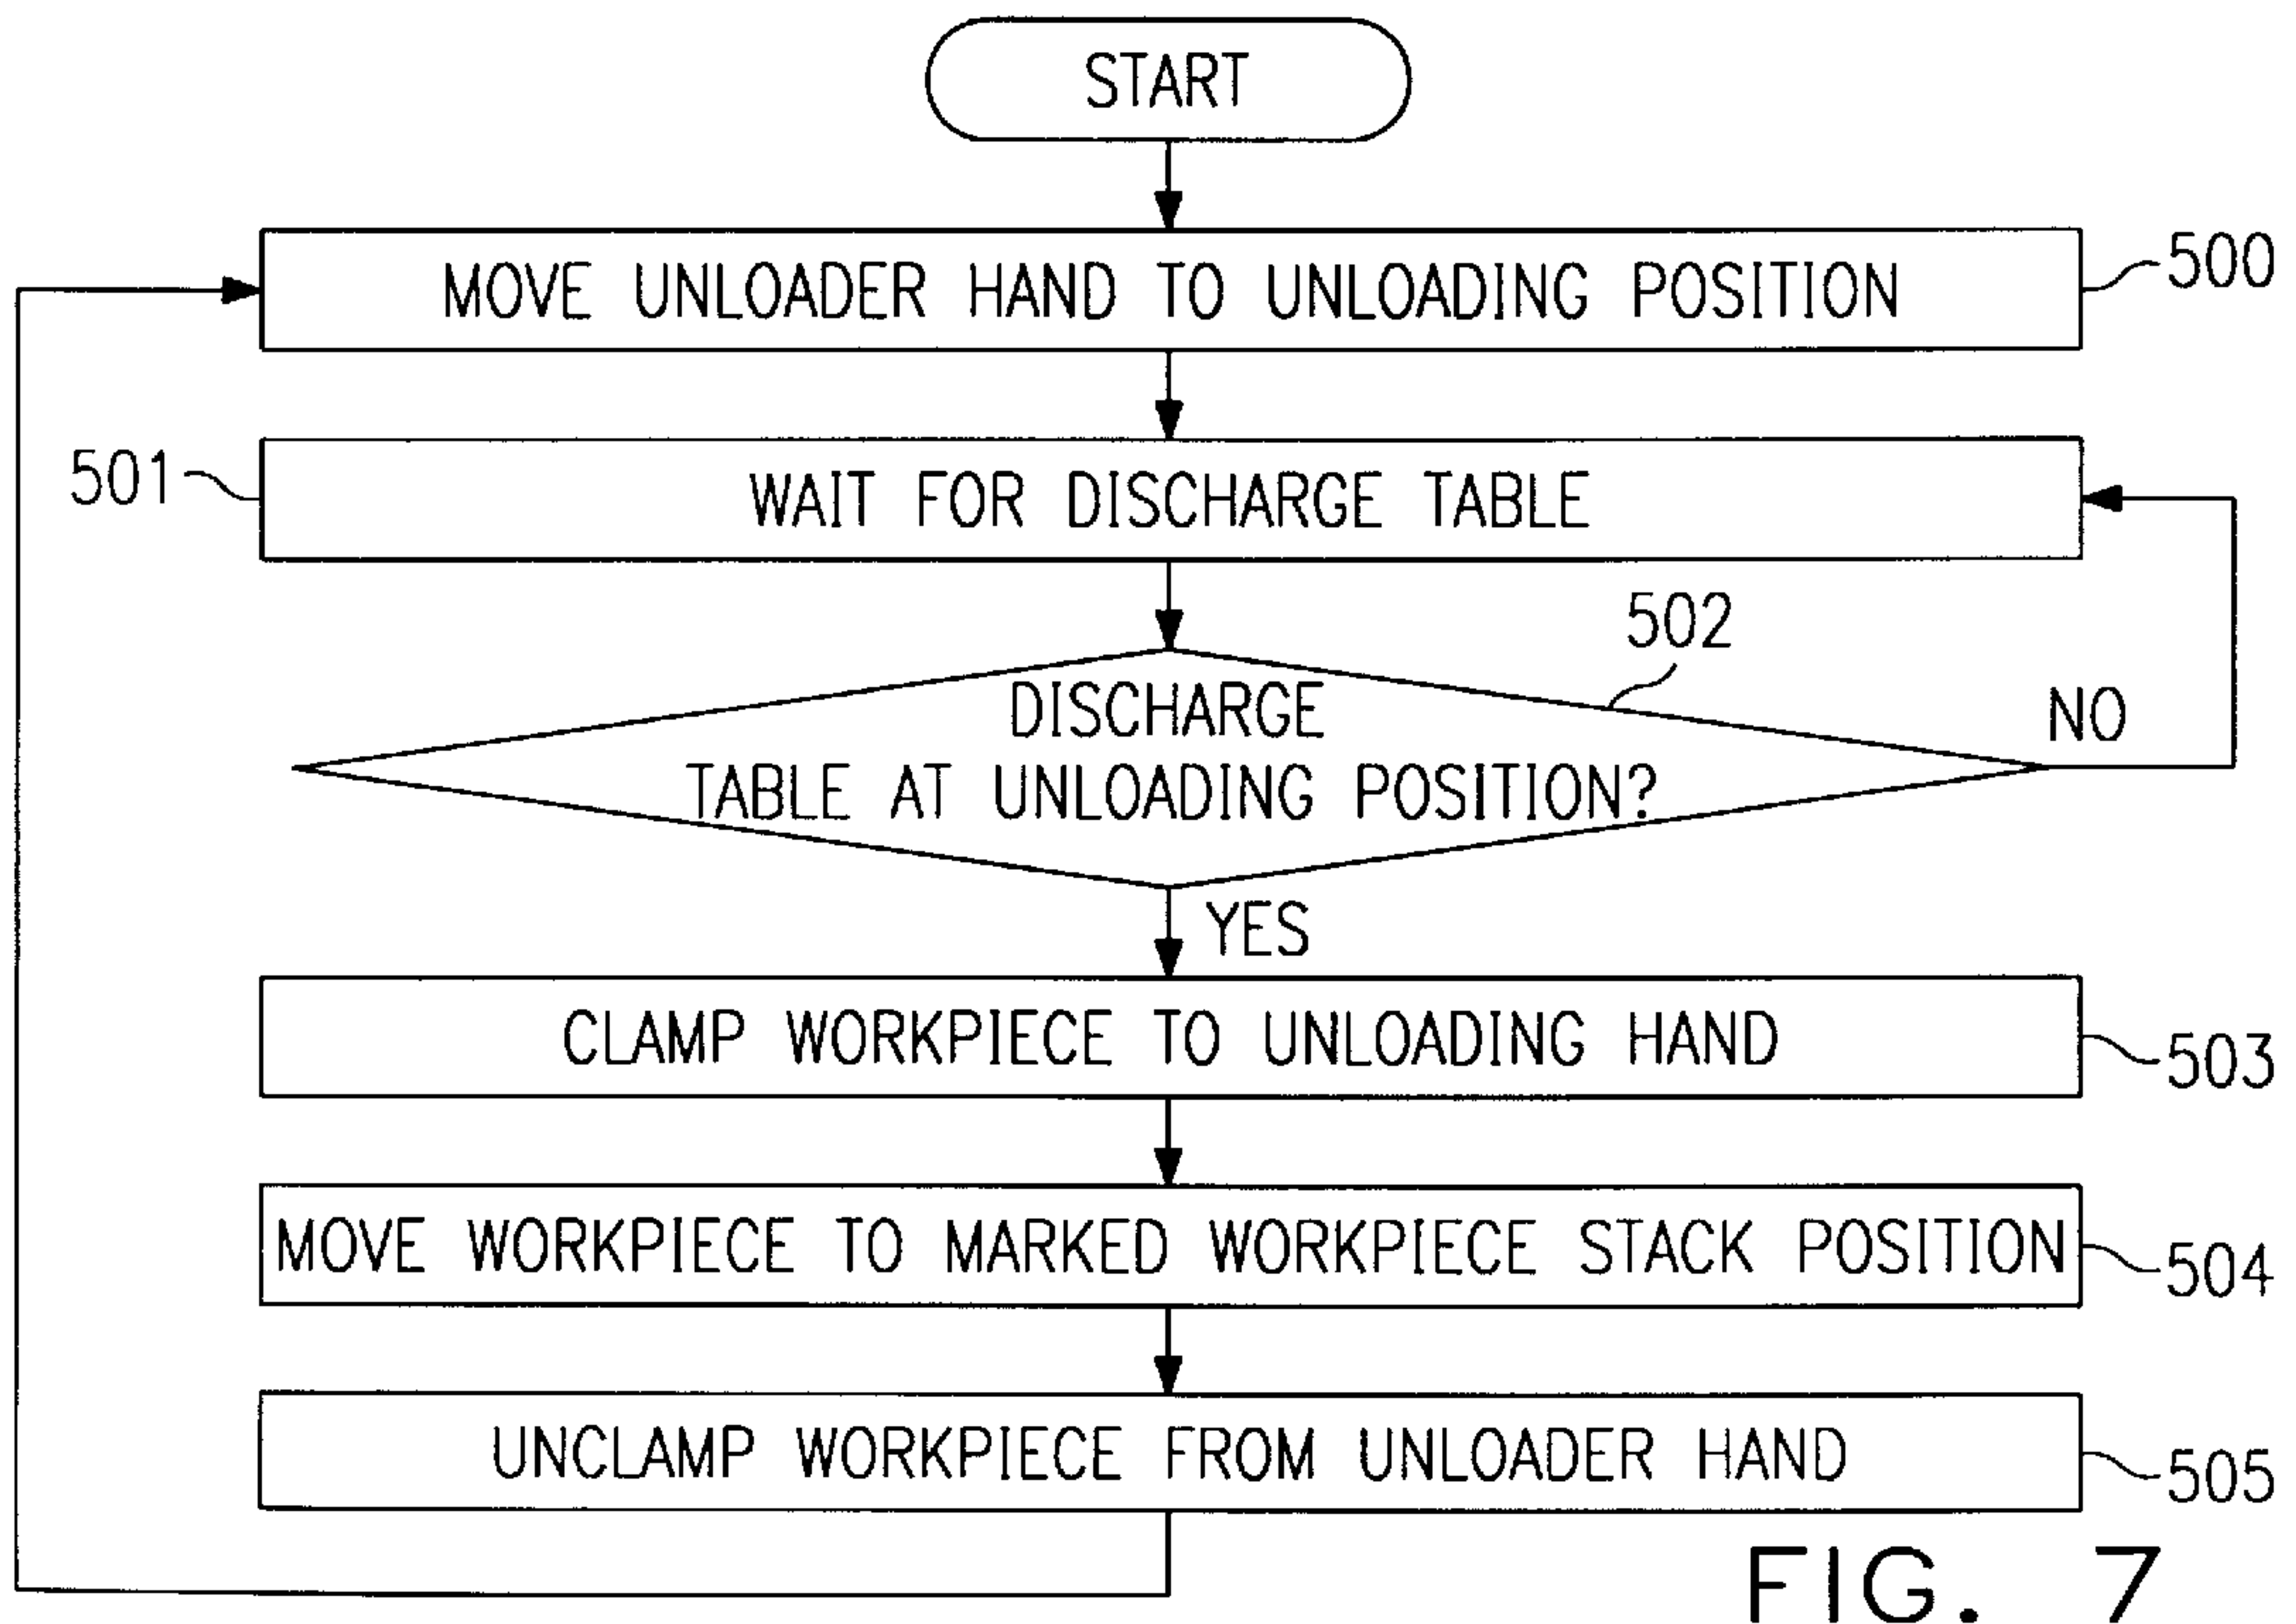 START
MOVE UNLOADER HAND TO UNLOADING POSITION
500
501
WAIT FOR DISCHARGE TABLE
502
DISCHARGE
TABLE AT UNLOADING POSITION?
NO
YES
CLAMP WORKPIECE TO UNLOADING HAND
503
MOVE WORKPIECE TO MARKED WORKPIECE STACK POSITION
504
UNCLAMP WORKPIECE FROM UNLOADER HAND
505
FIG. 7